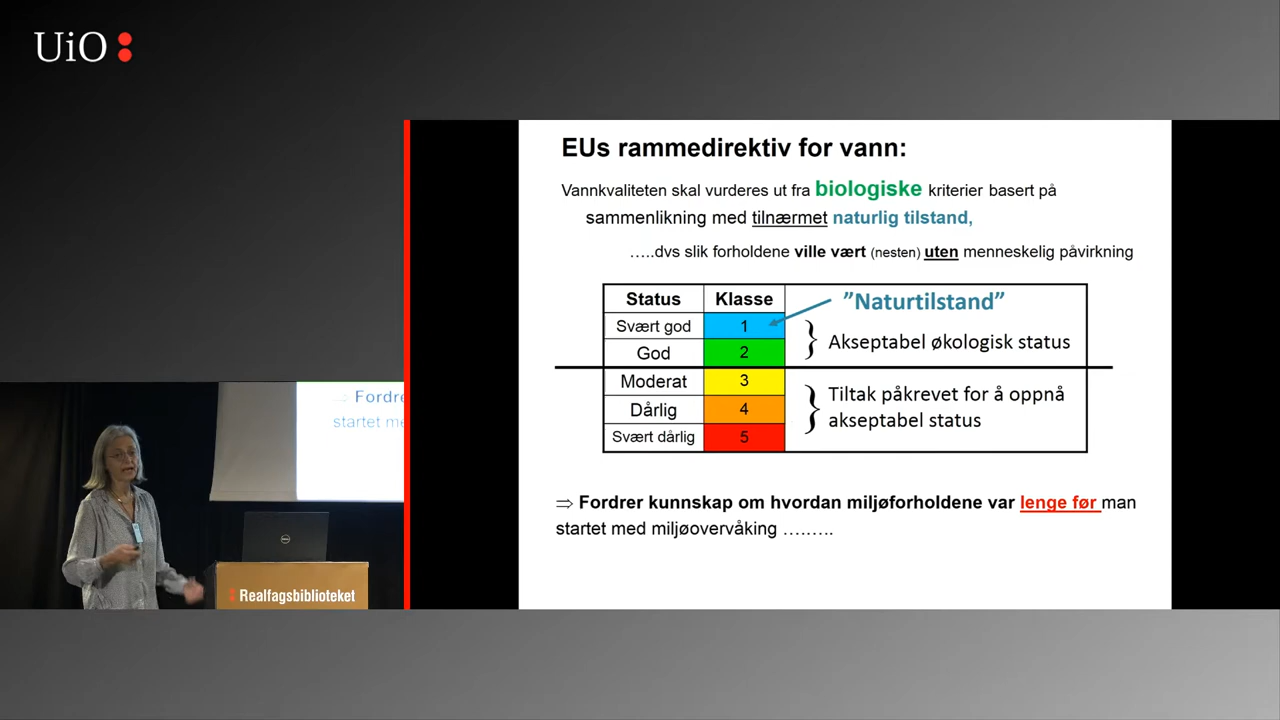 UiO
EUs rammedirektiv for vann:
Vannkvaliteten skal vurderes ut fra biologiske kriterier basert på
sammenlikning med tilnærmet naturlig tilstand,
…..dvs slik forholdene ville vært (nesten) uten menneskelig påvirkning
Status Klasse
”Naturtilstand”
Svært god 1
God 2
Akseptabel økologisk status
Moderat 3
Dårlig 4
Svært dårlig 5
Tiltak påkrevet for å oppnå
akseptabel status
⇒ Fordrer kunnskap om hvordan miljøforholdene var lenge før man
startet med miljøovervåking ……..
⇒ Fordre
startet me
DELL
Realfagsbiblioteket